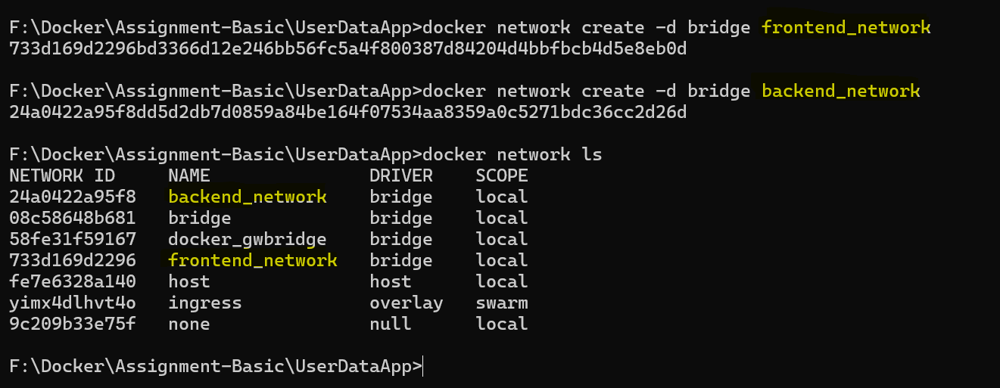 F:\Docker\Assignment-Basic\UserDataApp>docker network create -d bridge frontend_network
733d169d2296bd3366d12e246bb56fc5a4f800387d84204d4bbfbcb4d5e8eb0d
F:\Docker\Assignment-Basic\UserDataApp>docker network create -d bridge backend_network
24a0422a95f8dd5d2db7d0859a84be164f07534aa8359a0c5271bdc36cc2d26d
F:\Docker\Assignment-Basic\UserDataApp>docker network ls
NETWORK ID     NAME               DRIVER    SCOPE
24a0422a95f8   backend_network    bridge    local
08c58648b681   bridge             bridge    local
58fe31f59167   docker_gwbridge    bridge    local
733d169d2296   frontend_network   bridge    local
fe7e6328a140   host               host      local
yimx4dlhvt4o   ingress            overlay   swarm
9c209b33e75f   none               null      local
F:\Docker\Assignment-Basic\UserDataApp>